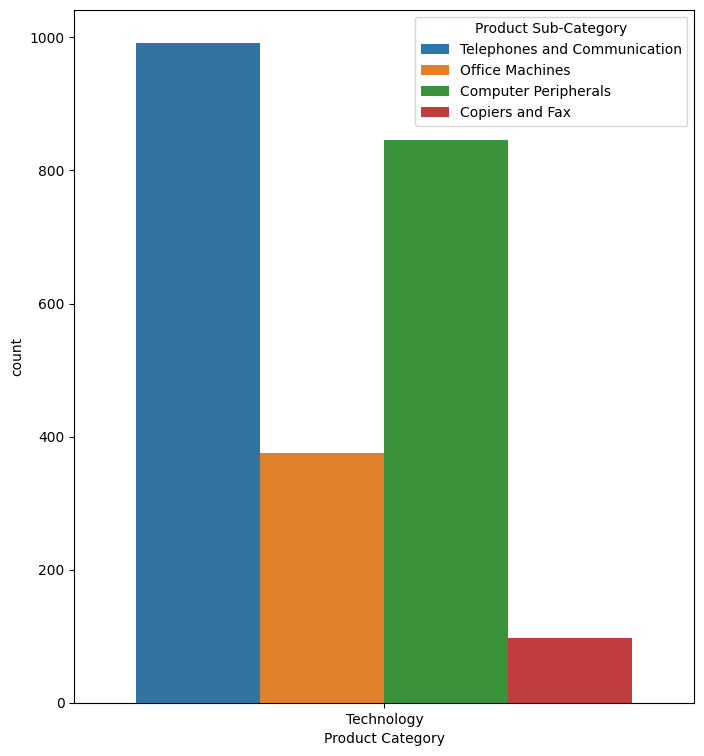 Product Sub-Category
Telephones and Communication
Office Machines
Computer Peripherals
Copiers and Fax
1000
800
600
400
200
0
count
Technology
Product Category